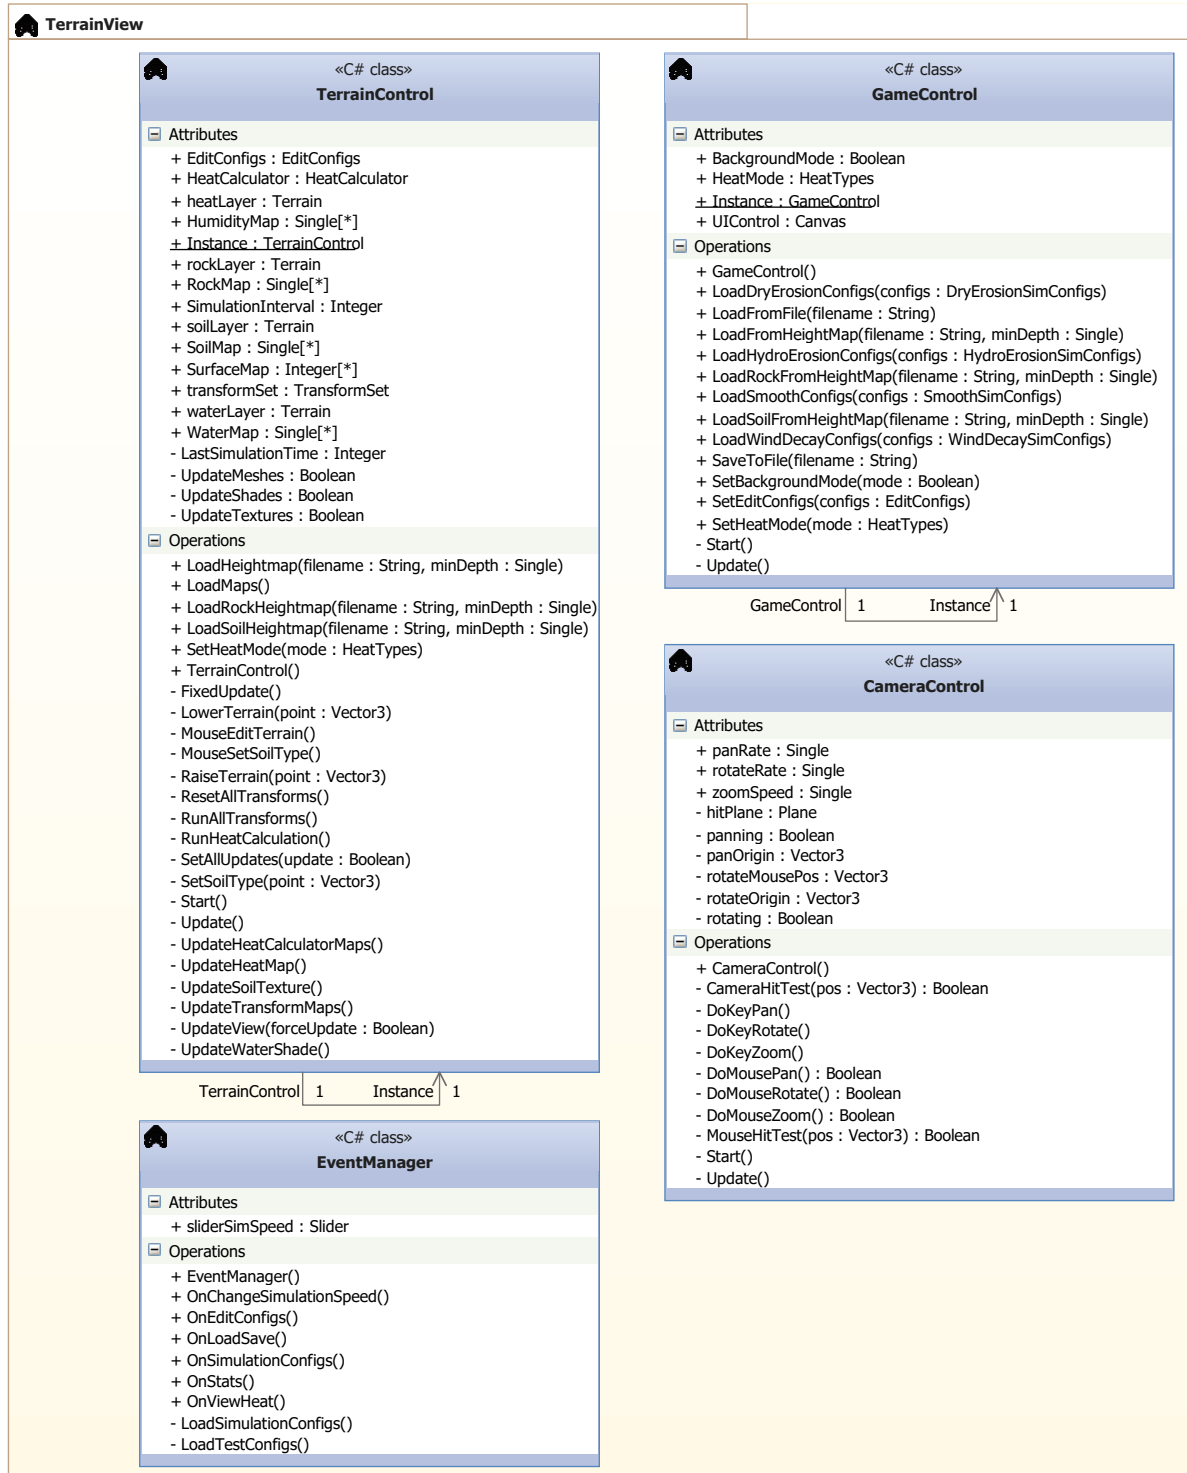 TerrainView
«C# class»
TerrainControl
Attributes
+ EditConfigs : EditConfigs
+ HeatCalculator : HeatCalculator
+ heatLayer : Terrain
+ HumidityMap : Single[*]
+ Instance : TerrainControl
+ rockLayer : Terrain
+ RockMap : Single[*]
+ SimulationInterval : Integer
+ soilLayer : Terrain
+ SoilMap : Single[*]
+ SurfaceMap : Integer[*]
+ transformSet : TransformSet
+ waterLayer : Terrain
+ WaterMap : Single[*]
- LastSimulationTime : Integer
- UpdateMeshes : Boolean
- UpdateShades : Boolean
- UpdateTextures : Boolean
Operations
+ LoadHeightmap(filename : String, minDepth : Single)
+ LoadMaps()
+ LoadRockHeightmap(filename : String, minDepth : Single)
+ LoadSoilHeightmap(filename : String, minDepth : Single)
+ SetHeatMode(mode : HeatTypes)
+ TerrainControl()
- FixedUpdate()
- LowerTerrain(point : Vector3)
- MouseEditTerrain()
- MouseSetSoilType()
- RaiseTerrain(point : Vector3)
- ResetAllTransforms()
- RunAllTransforms()
- RunHeatCalculation()
- SetAllUpdates(update : Boolean)
- SetSoilType(point : Vector3)
- Start()
- Update()
- UpdateHeatCalculatorMaps()
- UpdateHeatMap()
- UpdateSoilTexture()
- UpdateTransformMaps()
- UpdateView(forceUpdate : Boolean)
- UpdateWaterShade()
TerrainControl 1 Instance 1
«C# class»
EventManager
Attributes
+ sliderSimSpeed : Slider
Operations
+ EventManager()
+ OnChangeSimulationSpeed()
+ OnEditConfigs()
+ OnLoadSave()
+ OnSimulationConfigs()
+ OnStats()
+ OnViewHeat()
- LoadSimulationConfigs()
- LoadTestConfigs()
«C# class»
GameControl
Attributes
+ BackgroundMode : Boolean
+ HeatMode : HeatTypes
+ Instance : GameControl
+ UIControl : Canvas
Operations
+ GameControl()
+ LoadDryErosionConfigs(configs : DryErosionSimConfigs)
+ LoadFromFile(filename : String)
+ LoadFromHeightMap(filename : String, minDepth : Single)
+ LoadHydroErosionConfigs(configs : HydroErosionSimConfigs)
+ LoadRockFromHeightMap(filename : String, minDepth : Single)
+ LoadSmoothConfigs(configs : SmoothSimConfigs)
+ LoadSoilFromHeightMap(filename : String, minDepth : Single)
+ LoadWindDecayConfigs(configs : WindDecaySimConfigs)
+ SaveToFile(filename : String)
+ SetBackgroundMode(mode : Boolean)
+ SetEditConfigs(configs : EditConfigs)
+ SetHeatMode(mode : HeatTypes)
- Start()
- Update()
GameControl 1 Instance 1
«C# class»
CameraControl
Attributes
+ panRate : Single
+ rotateRate : Single
+ zoomSpeed : Single
- hitPlane : Plane
- panning : Boolean
- panOrigin : Vector3
- rotateMousePos : Vector3
- rotateOrigin : Vector3
- rotating : Boolean
Operations
+ CameraControl()
- CameraHitTest(pos : Vector3) : Boolean
- DoKeyPan()
- DoKeyRotate()
- DoKeyZoom()
- DoMousePan() : Boolean
- DoMouseRotate() : Boolean
- DoMouseZoom() : Boolean
- MouseHitTest(pos : Vector3) : Boolean
- Start()
- Update()